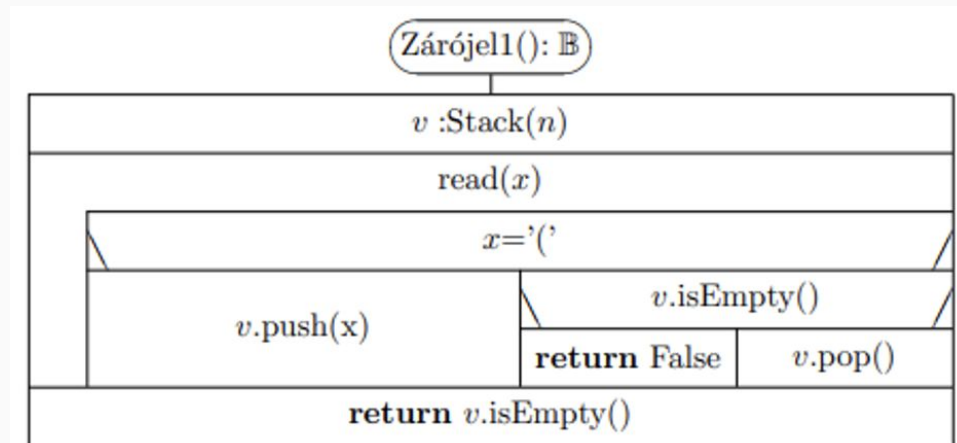 Zárójel1(): 𝔹
v :Stack(n)
read(x)
x=’(’
v.push(x)
v.isEmpty()
return False
v.pop()
return v.isEmpty()